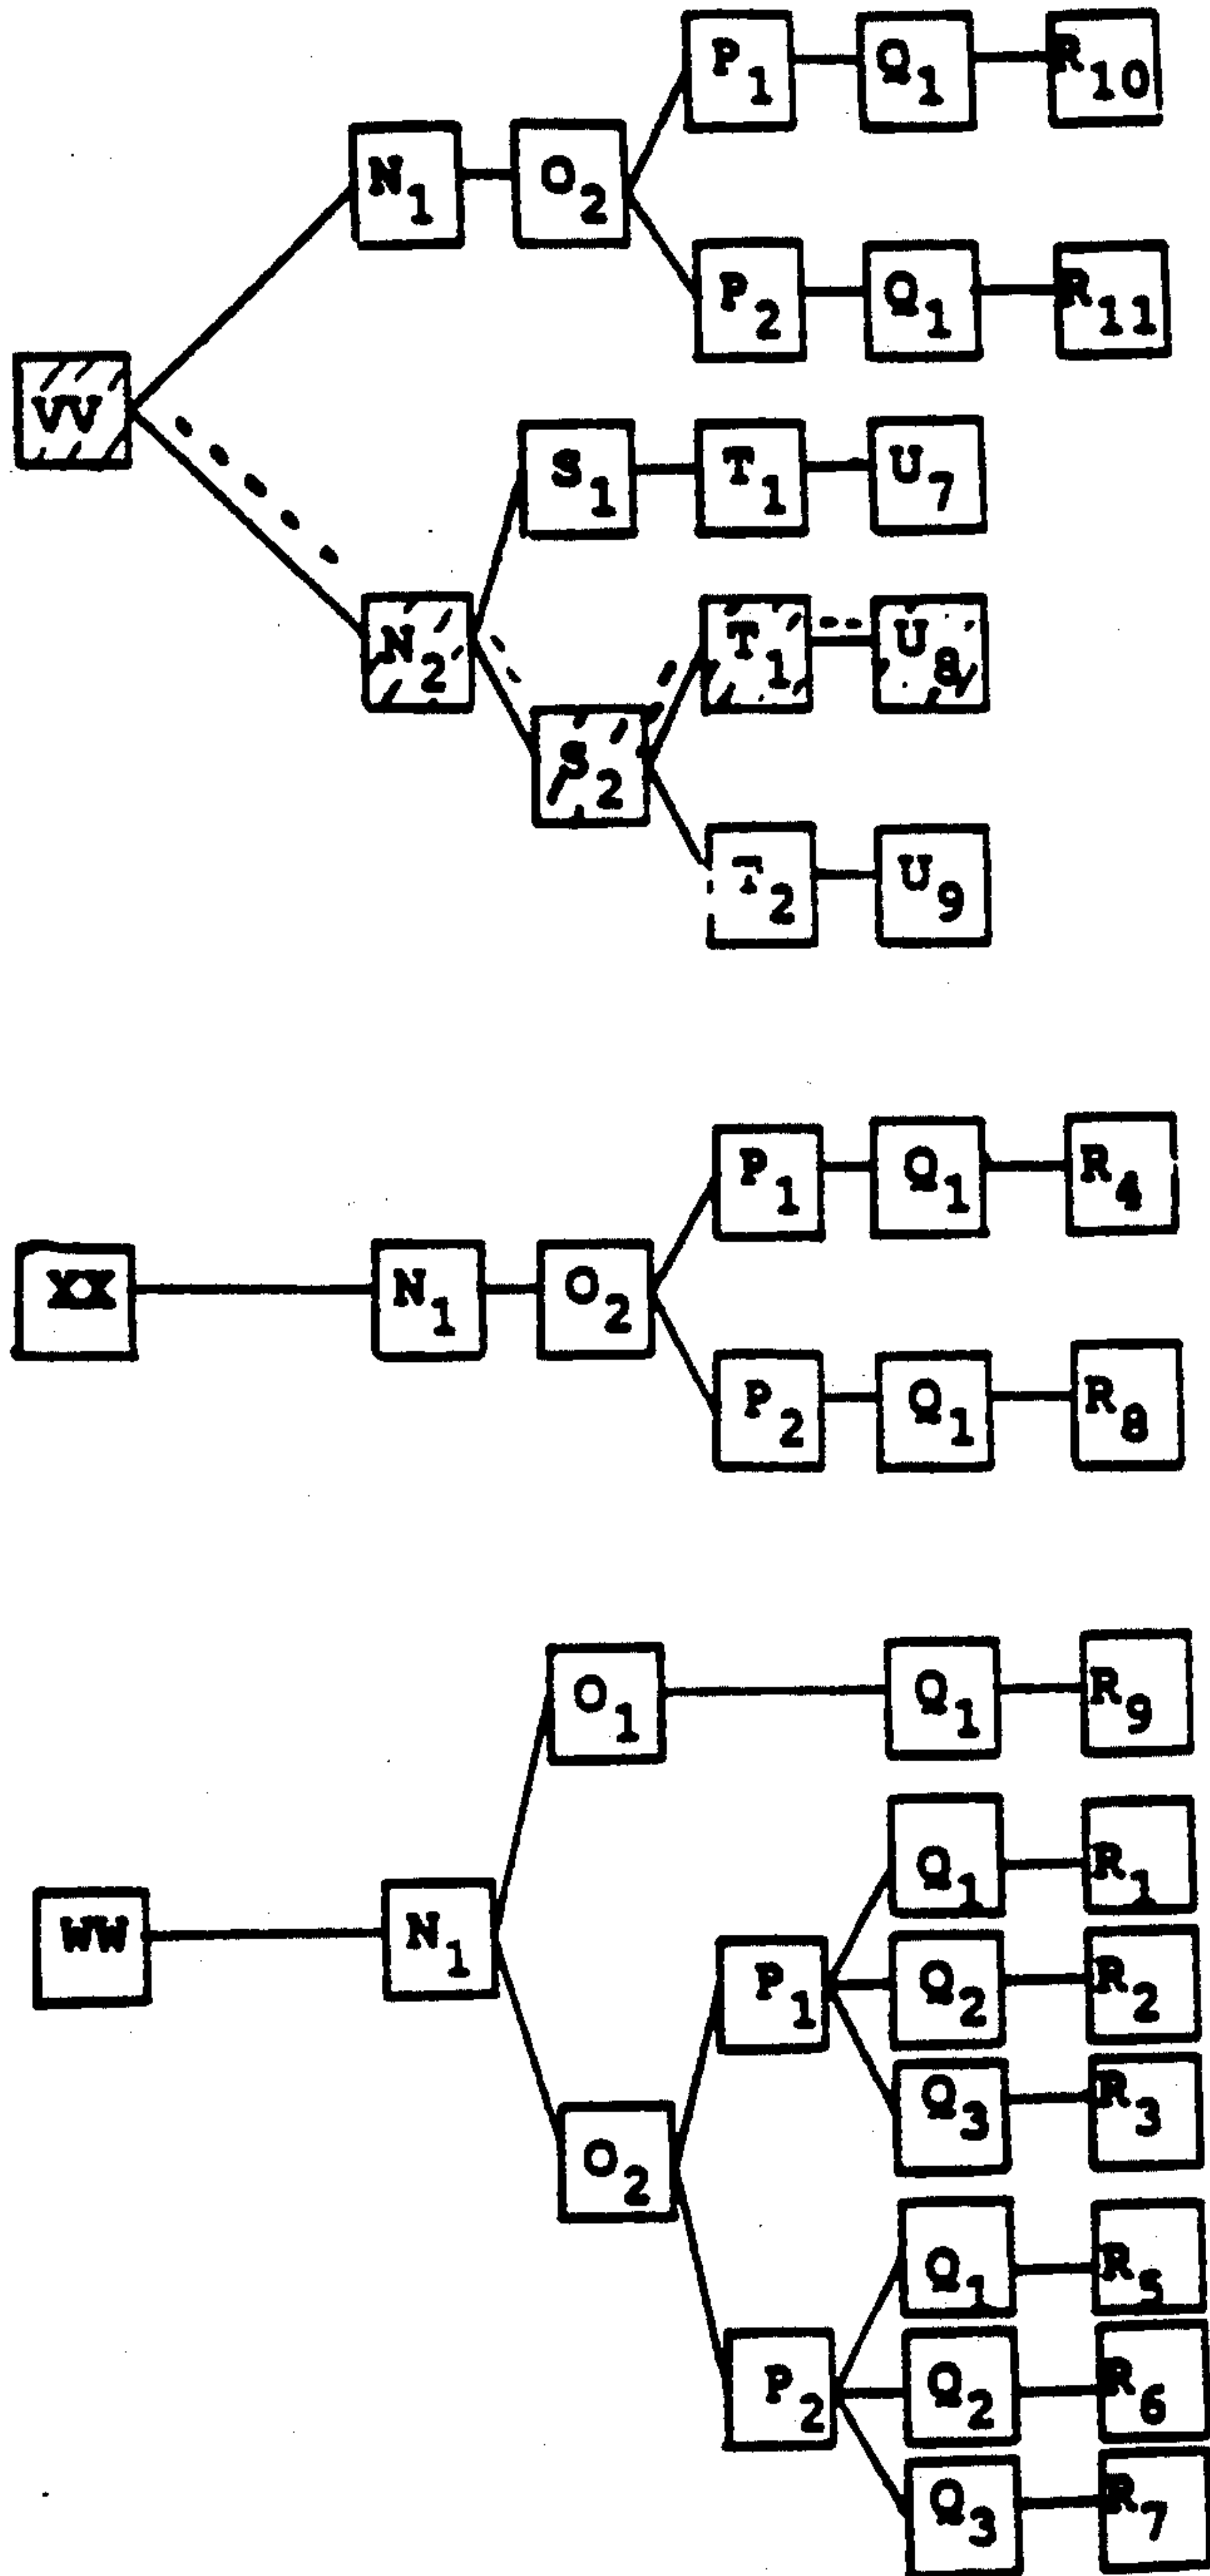 P1 Q1 R10
N1 O2
P2 Q1 R11
VV
S1 T1 U7
N2 T1 U8
S2
T2 U9
P1 Q1 R4
XX N1 O2
P2 Q1 R8
O1 Q1 R9
Q1 R1
WW N1
P1 Q2 R2
Q3 R3
O2
Q1 R5
P2 Q2 R6
Q3 R7